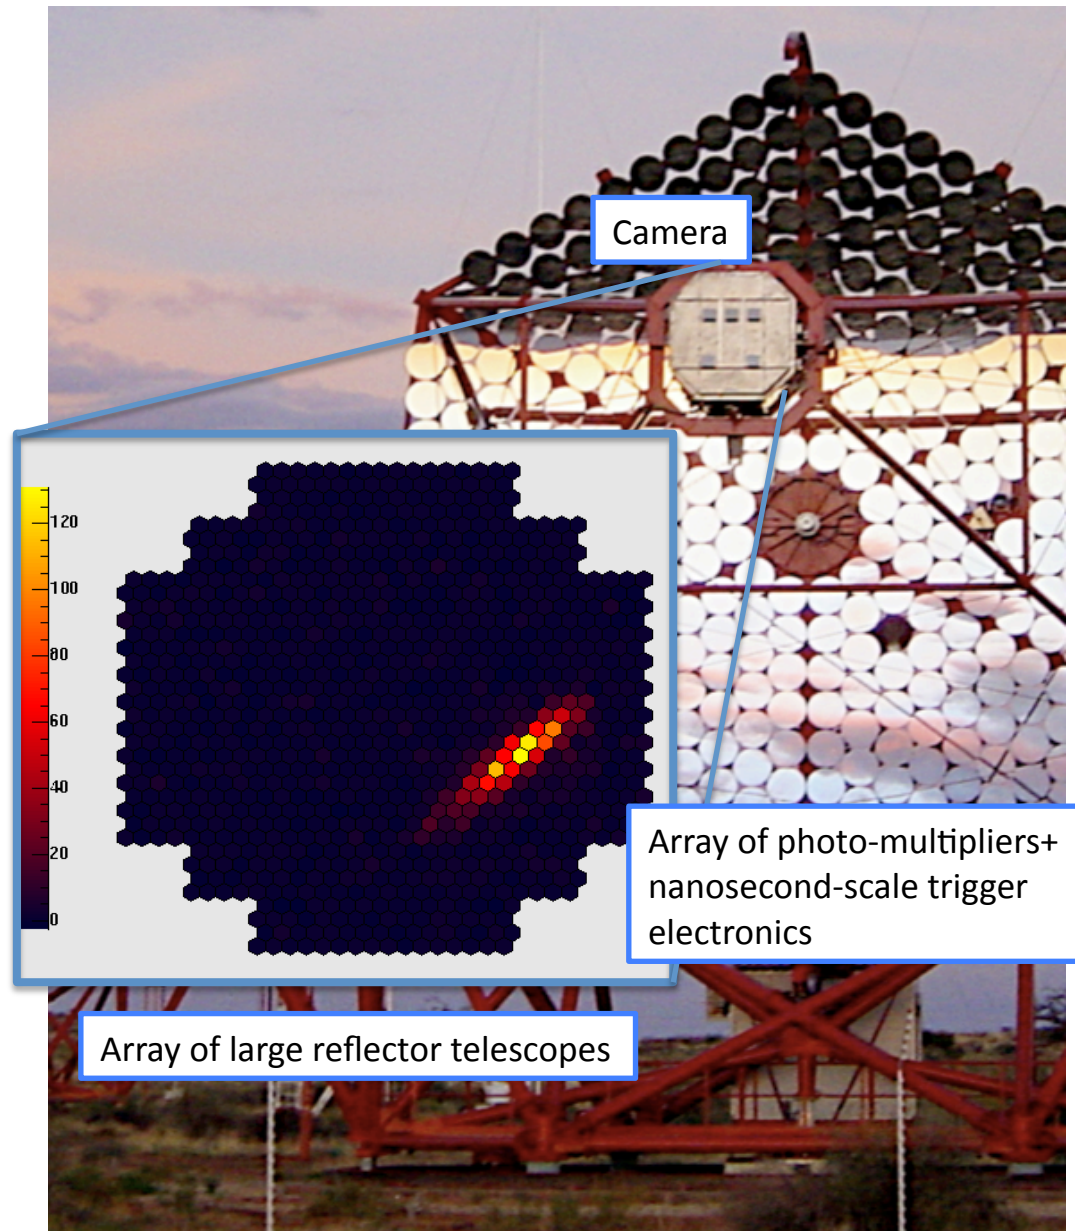 Camera
120
100
80
60
40
20
0
Array of photo-multipliers+
nanosecond-scale trigger
electronics
Array of large reflector telescopes